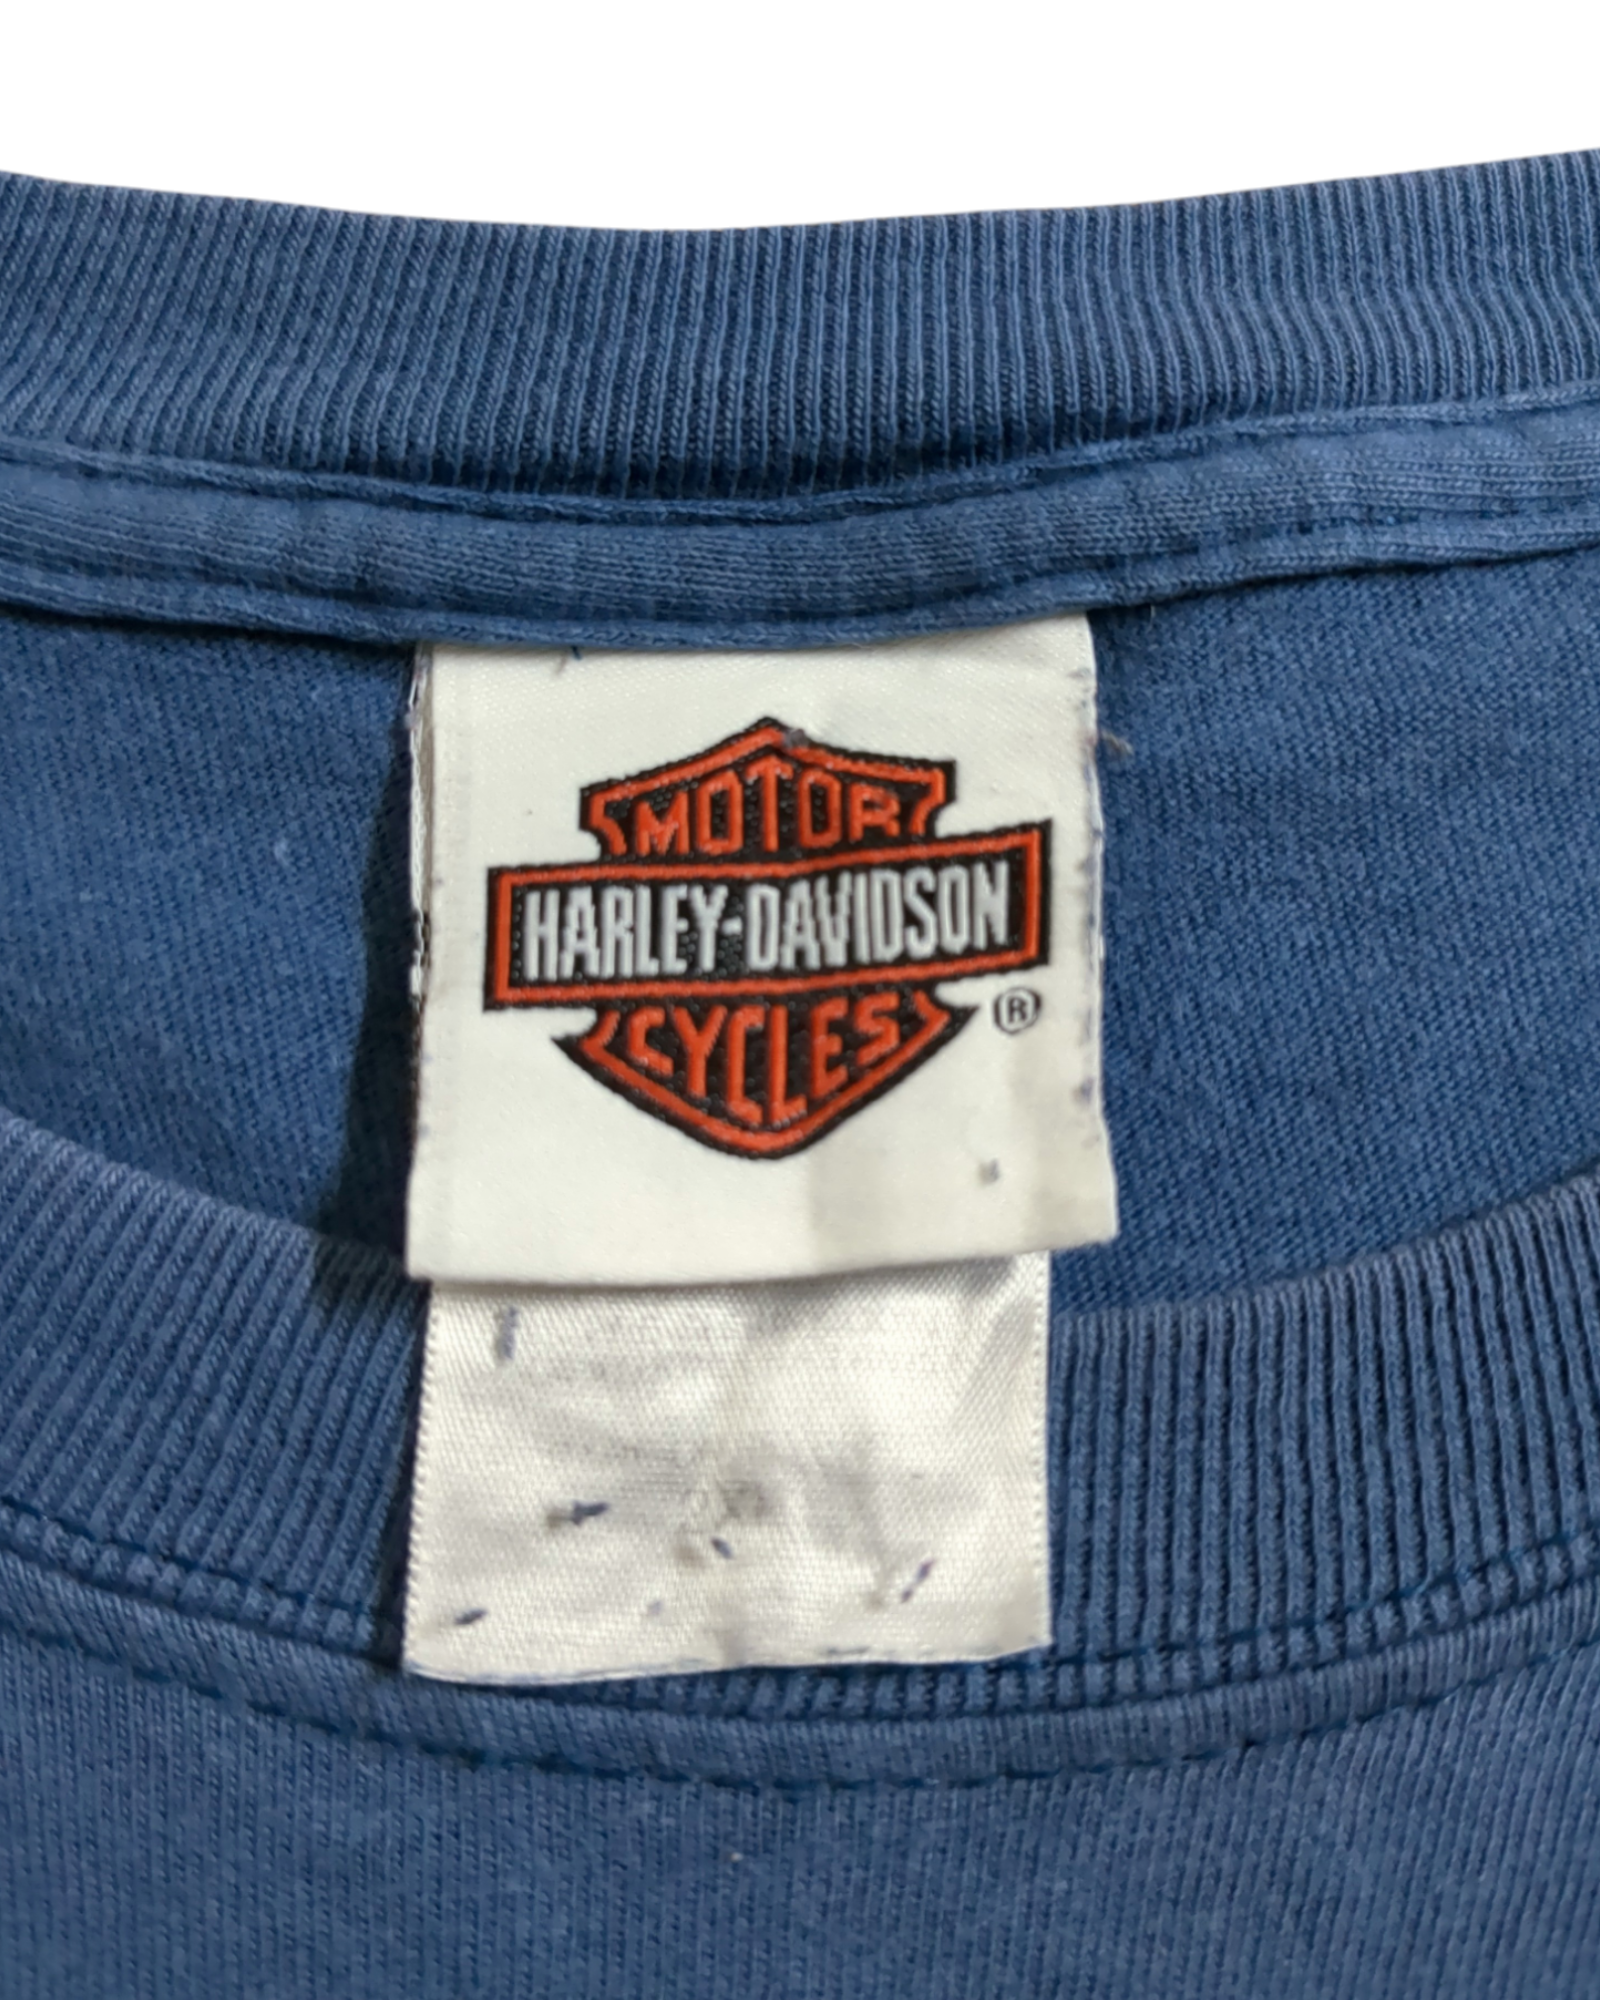 MOTOR
HARLEY-DAVIDSON
CYCLES
®